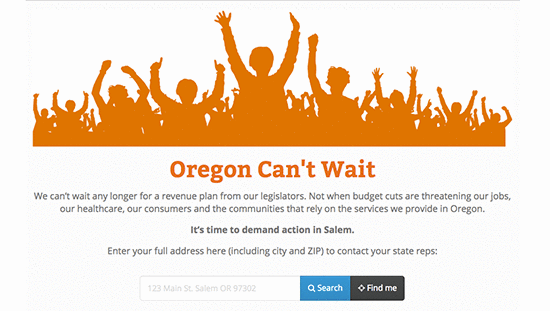 Oregon Can't Wait
We can't wait any longer for a revenue plan from our legislators. Not when budget cuts are threatening our jobs,
our healthcare, our consumers and the communities that rely on the services we provide in Oregon.
It's time to demand action in Salem.
Enter your full address here (including city and ZIP) to contact your state reps:
123 Main St. Salem OR 97302 Search Find me